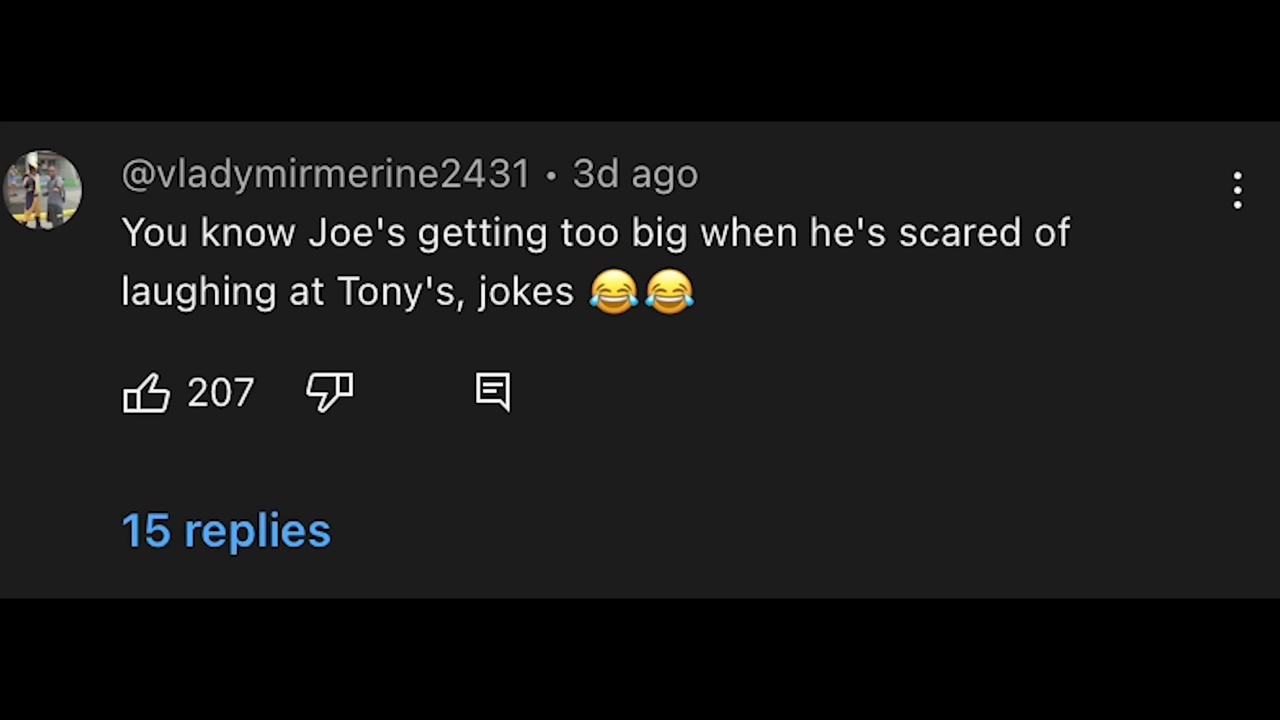 @vladymirmerine2431 • 3d ago
You know Joe's getting too big when he's scared of
laughing at Tony's, jokes 😂😂
207
15 replies